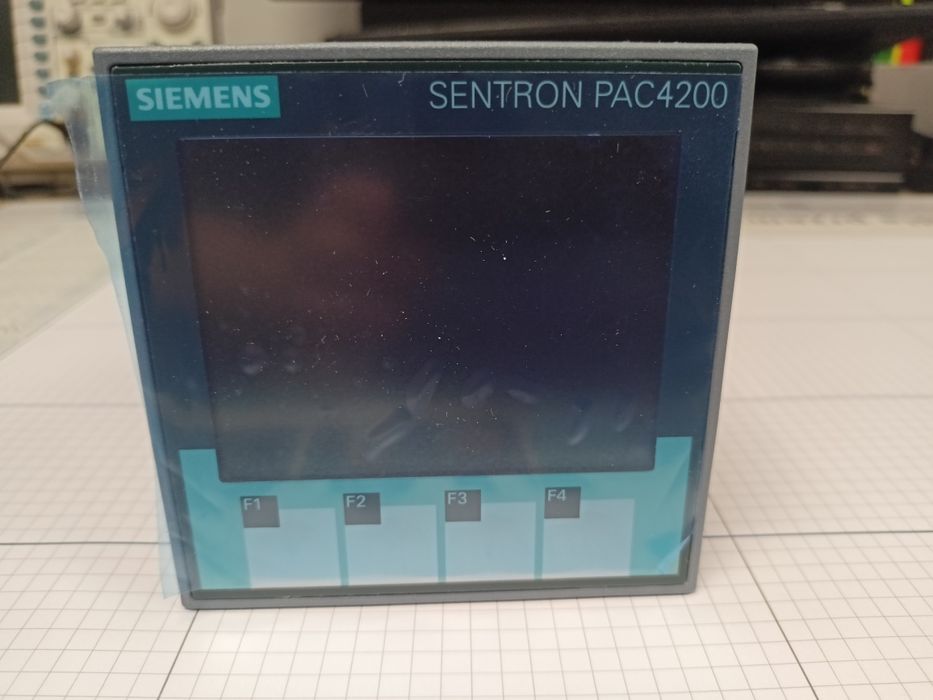 SIEMENS SENTRON PAC4200
F1 F2 F3 F4